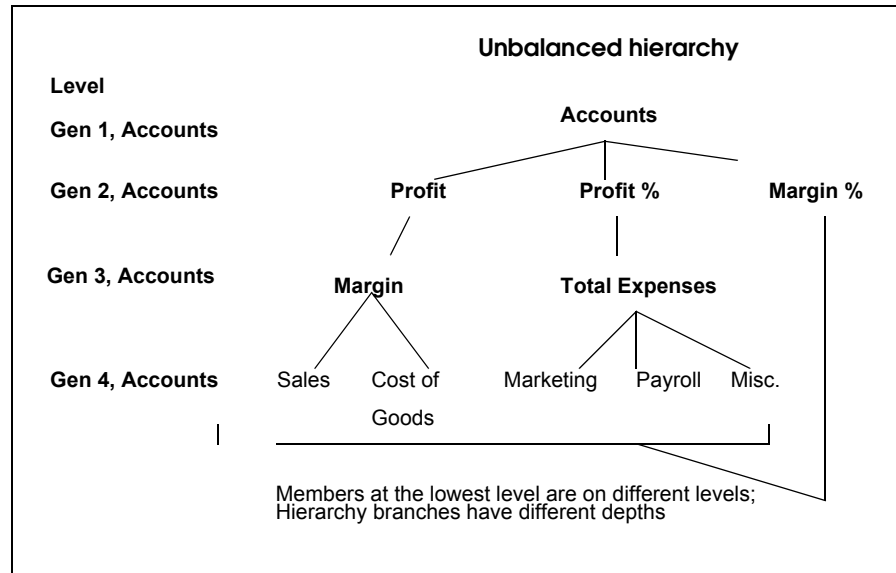 Unbalanced hierarchy
Level
Gen 1, Accounts
Accounts
Gen 2, Accounts
Profit
Profit %
Margin %
Gen 3, Accounts
Margin
Total Expenses
Gen 4, Accounts
Sales
Cost of
Goods
Marketing
Payroll
Misc.
Members at the lowest level are on different levels;
Hierarchy branches have different depths